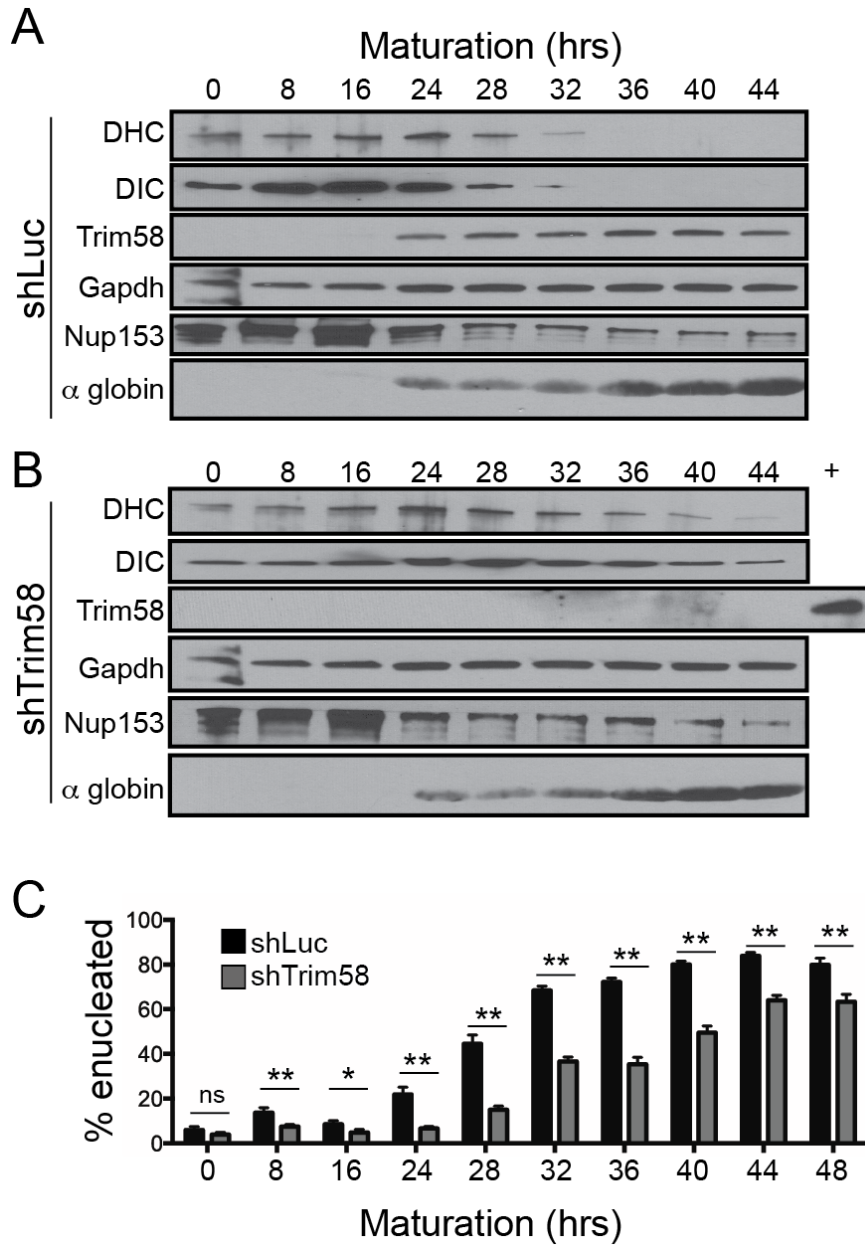 A
Maturation (hrs)
0 8 16 24 28 32 36 40 44
shLuc
DHC
DIC
Trim58
Gapdh
Nup153
α globin
B
0 8 16 24 28 32 36 40 44 +
shTrim58
DHC
DIC
Trim58
Gapdh
Nup153
α globin
C
% enucleated
100
80
60
40
20
0
shLuc
shTrim58
ns ** * ** ** ** ** ** ** **
0 8 16 24 28 32 36 40 44 48
Maturation (hrs)